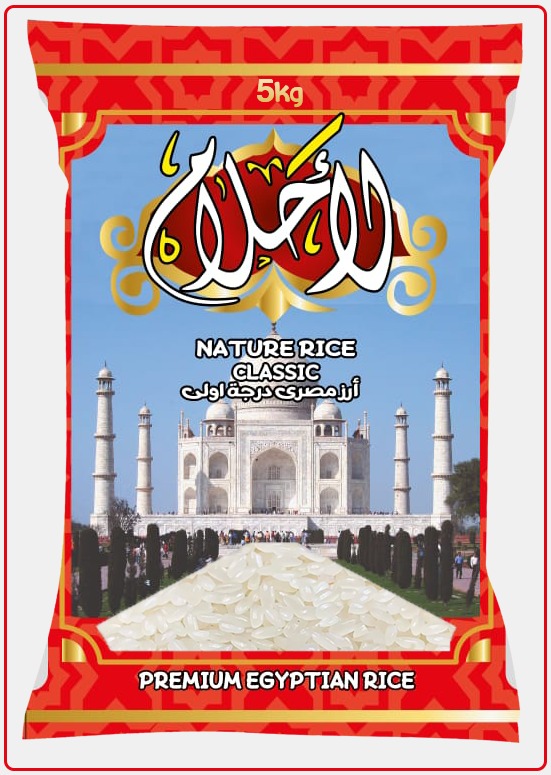 5kg
الأحلام
NATURE RICE
CLASSIC
أرز مصرى درجة اولى
PREMIUM EGYPTIAN RICE